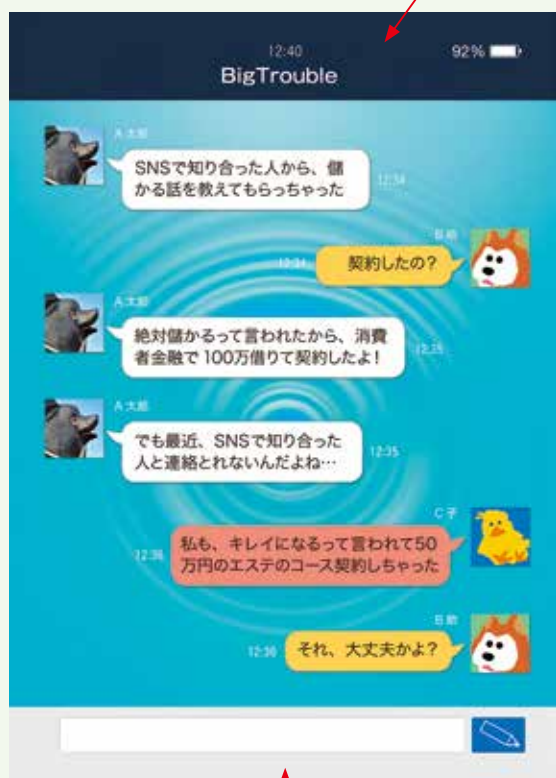 12:40
92%
BigTrouble
A太郎
SNSで知り合った人から、儲
かる話を教えてもらっちゃった
12:34
B助
契約したの？
12:34
A太郎
絶対儲かるって言われたから、消費
者金融で100万借りて契約したよ！
12:35
A太郎
でも最近、SNSで知り合った
人と連絡とれないんだよね…
12:35
C子
私も、キレイになるって言われて50
万円のエステのコース契約しちゃった
12:36
B助
それ、大丈夫かよ？
12:36